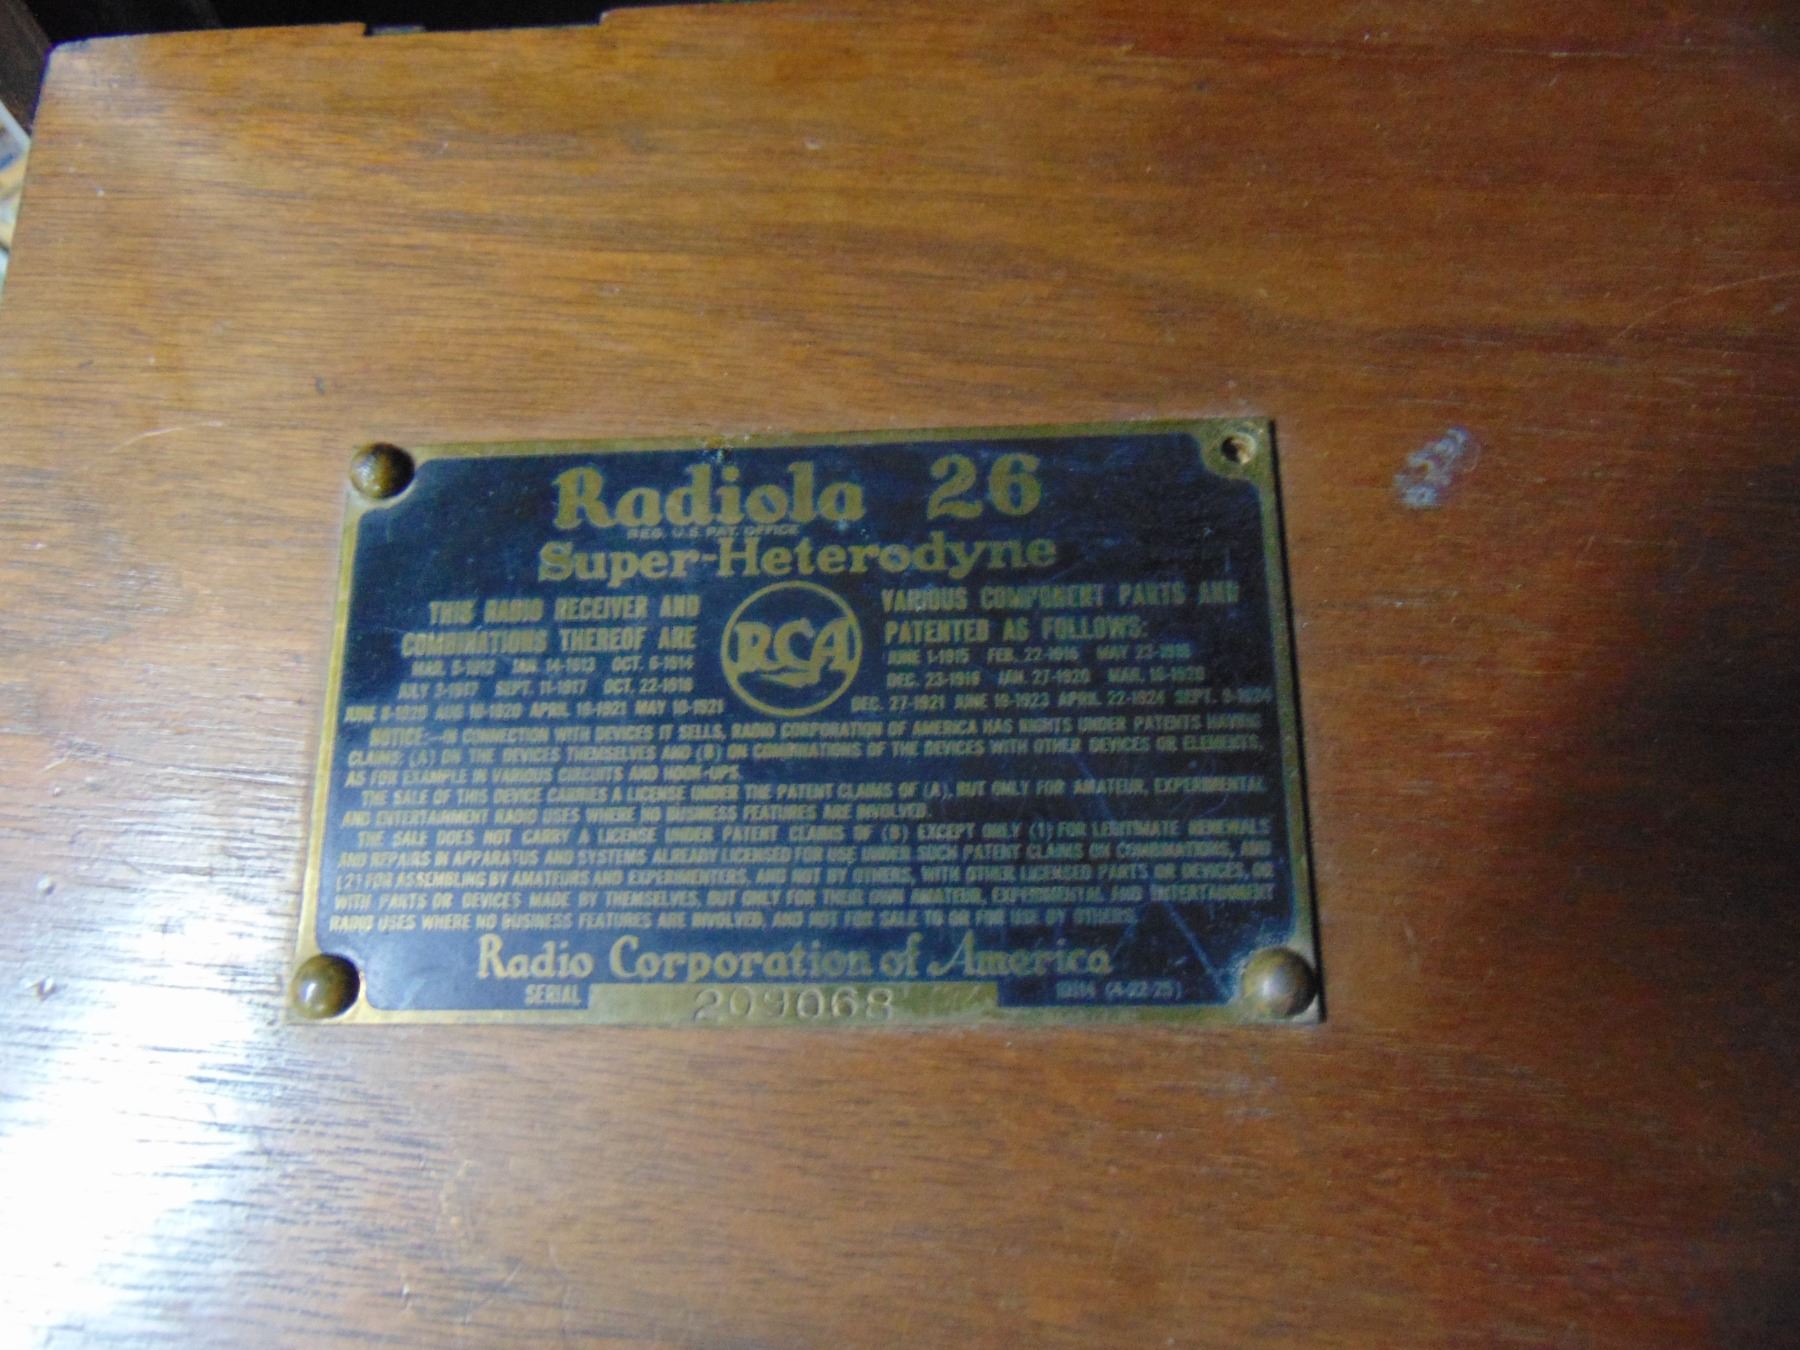 Radiola 26
REG. U.S. PAT. OFFICE
Super-Heterodyne
THIS RADIO RECEIVER AND
COMBINATIONS THEREOF ARE
MAR. 5-1912 JAN. 14-1913 OCT. 6-1914
JULY 3-1917 SEPT. 11-1917 OCT. 22-1918
JUNE 8-1920 AUG 10-1920 APRIL 19-1921 MAY 10-1921
RCA
VARIOUS COMPONENT PARTS AND
PATENTED AS FOLLOWS:
JUNE 1-1915 FEB. 22-1916 MAY 23-1916
DEC. 23-1919 JAN. 27-1920 MAR. 16-1920
DEC. 27-1921 JUNE 19-1923 APRIL 22-1924 SEPT. 9-1924
NOTICE:—IN CONNECTION WITH DEVICES IT SELLS, RADIO CORPORATION OF AMERICA HAS RIGHTS UNDER PATENTS HAVING
CLAIMS: (A) ON THE DEVICES THEMSELVES AND (B) ON COMBINATIONS OF THE DEVICES WITH OTHER DEVICES OR ELEMENTS,
AS FOR EXAMPLE IN VARIOUS CIRCUITS AND HOOK-UPS.
THE SALE OF THIS DEVICE CARRIES A LICENSE UNDER THE PATENT CLAIMS OF (A), BUT ONLY FOR AMATEUR, EXPERIMENTAL
AND ENTERTAINMENT RADIO USES WHERE NO BUSINESS FEATURES ARE INVOLVED.
THE SALE DOES NOT CARRY A LICENSE UNDER PATENT CLAIMS OF (B) EXCEPT ONLY (1) FOR LEGITIMATE RENEWALS
AND REPAIRS IN APPARATUS AND SYSTEMS ALREADY LICENSED FOR USE UNDER SUCH PATENT CLAIMS ON COMBINATIONS, AND
(2) FOR ASSEMBLING BY AMATEURS AND EXPERIMENTERS, AND NOT BY OTHERS, WITH OTHER LICENSED PARTS OR DEVICES, OR
WITH PARTS OR DEVICES MADE BY THEMSELVES, BUT ONLY FOR THEIR OWN AMATEUR, EXPERIMENTAL AND ENTERTAINMENT
RADIO USES WHERE NO BUSINESS FEATURES ARE INVOLVED, AND NOT FOR SALE TO OR FOR USE BY OTHERS
Radio Corporation of America
SERIAL 209068 (4-22-25)